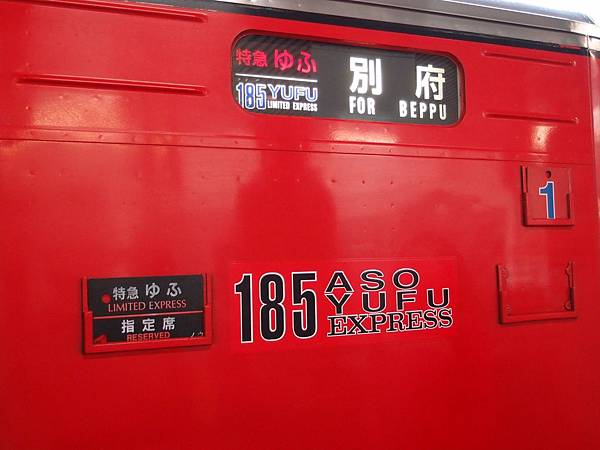 特急 ゆふ
185 YUFU
LIMITED EXPRESS
別府
FOR BEPPU
1
特急 ゆふ
LIMITED EXPRESS
指定席
RESERVED
185 ASO
YUFU
EXPRESS